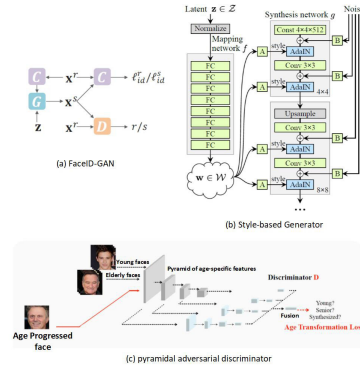 C x^r C ℓ^r_id/ℓ^s_id
G x^s
z x^r D r/s
(a) FaceID-GAN
Latent z ∈ Z
Normalize
Mapping
network f
FC
FC
FC
FC
FC
FC
FC
FC
w ∈ W
Synthesis network g
Const 4×4×512
B
A style AdaIN
Conv 3×3
B
A style AdaIN
4×4
Upsample
Conv 3×3
B
A style AdaIN
Conv 3×3
B
A style AdaIN
8×8
...
(b) Style-based Generator
Young faces
Elderly faces
Pyramid of age-specific features
Discriminator D
Age Progressed
face
Fusion
Young?
Senior?
Synthesized?
Age Transformation Los
(c) pyramidal adversarial discriminator